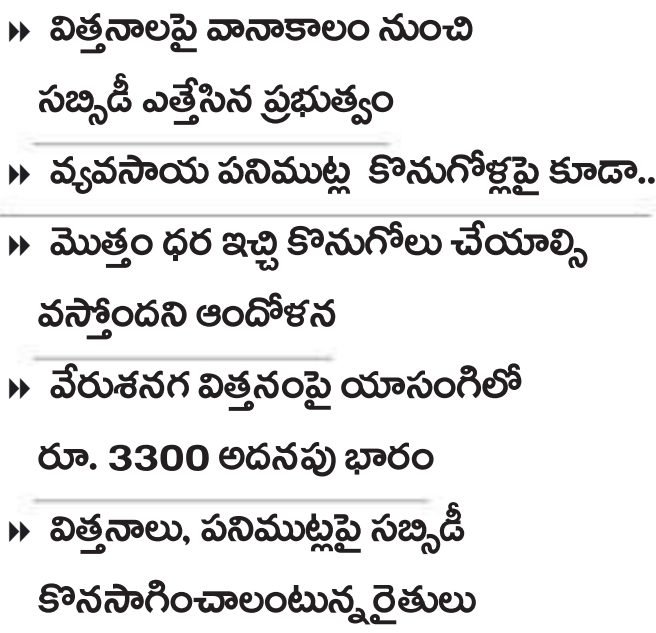 » విత్తనాలపై వానాకాలం నుంచి
సబ్సిడీ ఎత్తేసిన ప్రభుత్వం
» వ్యవసాయ పనిముట్ల కొనుగోళ్లపై కూడా..
» మొత్తం ధర ఇచ్చి కొనుగోలు చేయాల్సి
వస్తోందని ఆందోళన
» వేరుశనగ విత్తనంపై యాసంగిలో
రూ. 3300 అదనపు భారం
» విత్తనాలు, పనిముట్లపై సబ్సిడీ
కొనసాగించాలంటున్న రైతులు